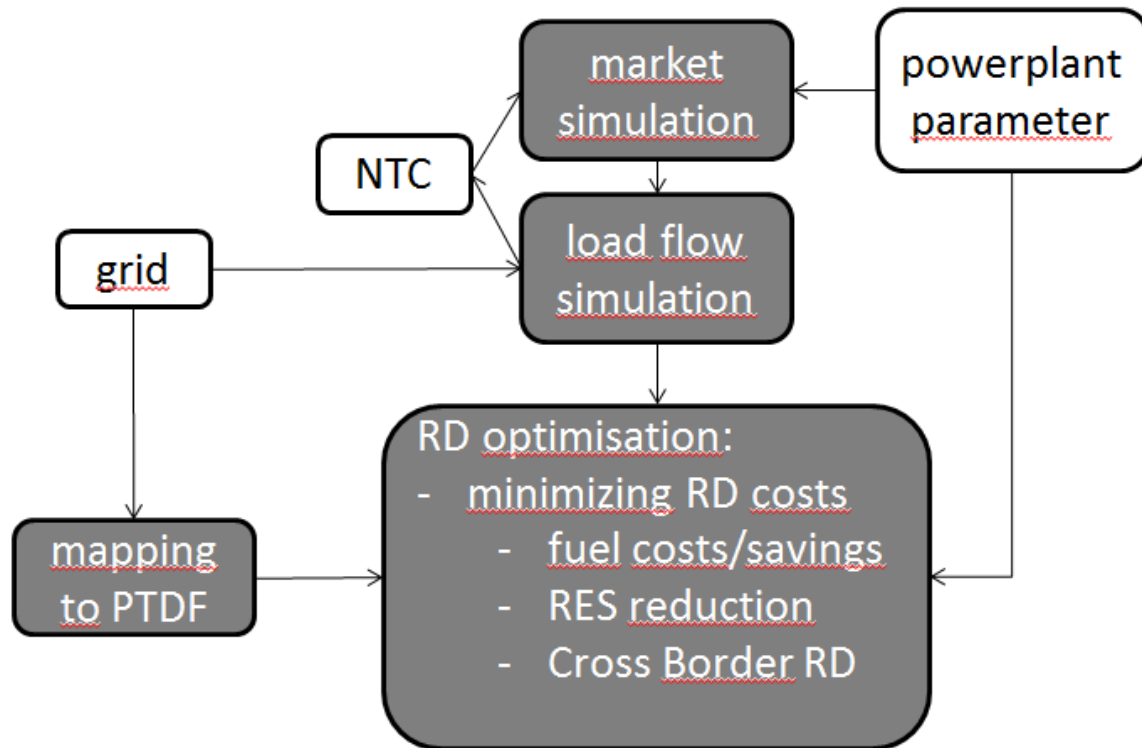 market
simulation
powerplant
parameter
NTC
load flow
simulation
grid
RD optimisation:
- minimizing RD costs
- fuel costs/savings
- RES reduction
- Cross Border RD
mapping
to PTDF